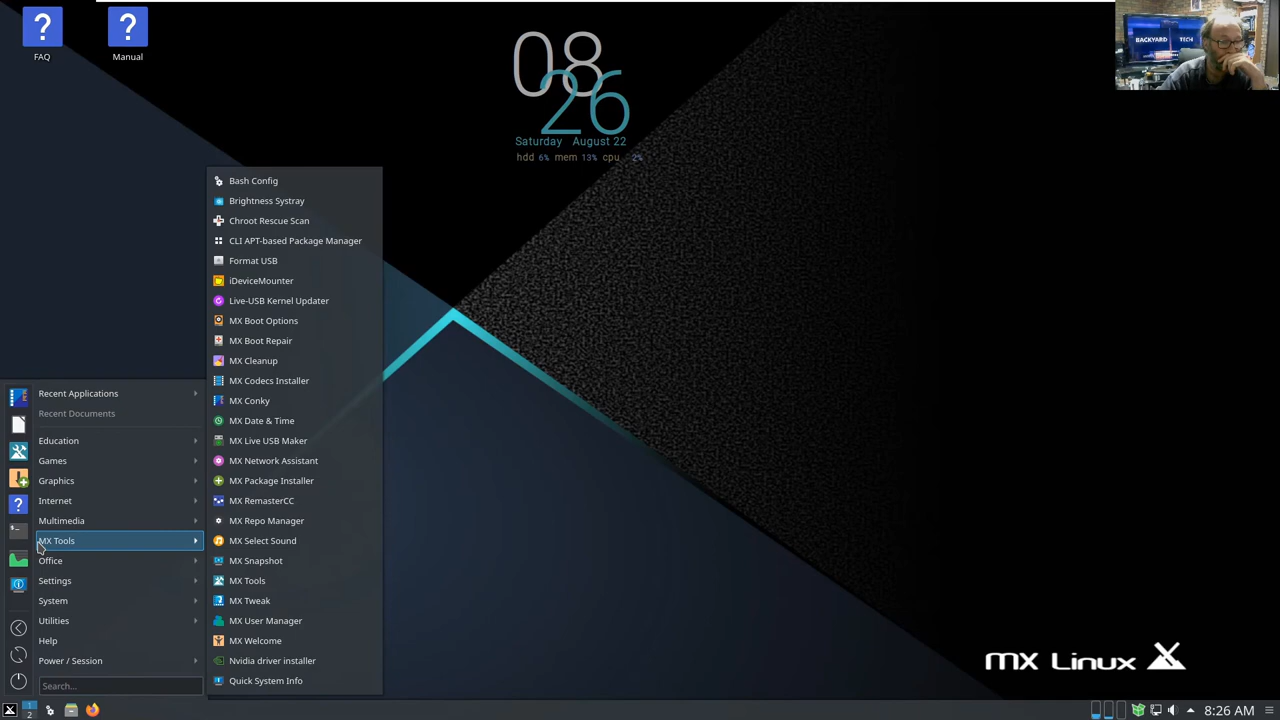 FAQ
Manual
BACKYARD TECH
08
26
Saturday August 22
hdd 6% mem 13% cpu 2%
Bash Config
Brightness Systray
Chroot Rescue Scan
CLI APT-based Package Manager
Format USB
iDeviceMounter
Live-USB Kernel Updater
MX Boot Options
MX Boot Repair
MX Cleanup
MX Codecs Installer
MX Conky
MX Date & Time
MX Live USB Maker
MX Network Assistant
MX Package Installer
MX RemasterCC
MX Repo Manager
MX Select Sound
MX Snapshot
MX Tools
MX Tweak
MX User Manager
MX Welcome
Nvidia driver installer
Quick System Info
Recent Applications
Recent Documents
Education
Games
Graphics
Internet
Multimedia
MX Tools
Office
Settings
System
Utilities
Help
Power / Session
Search...
MX Linux
1
2
8:26 AM